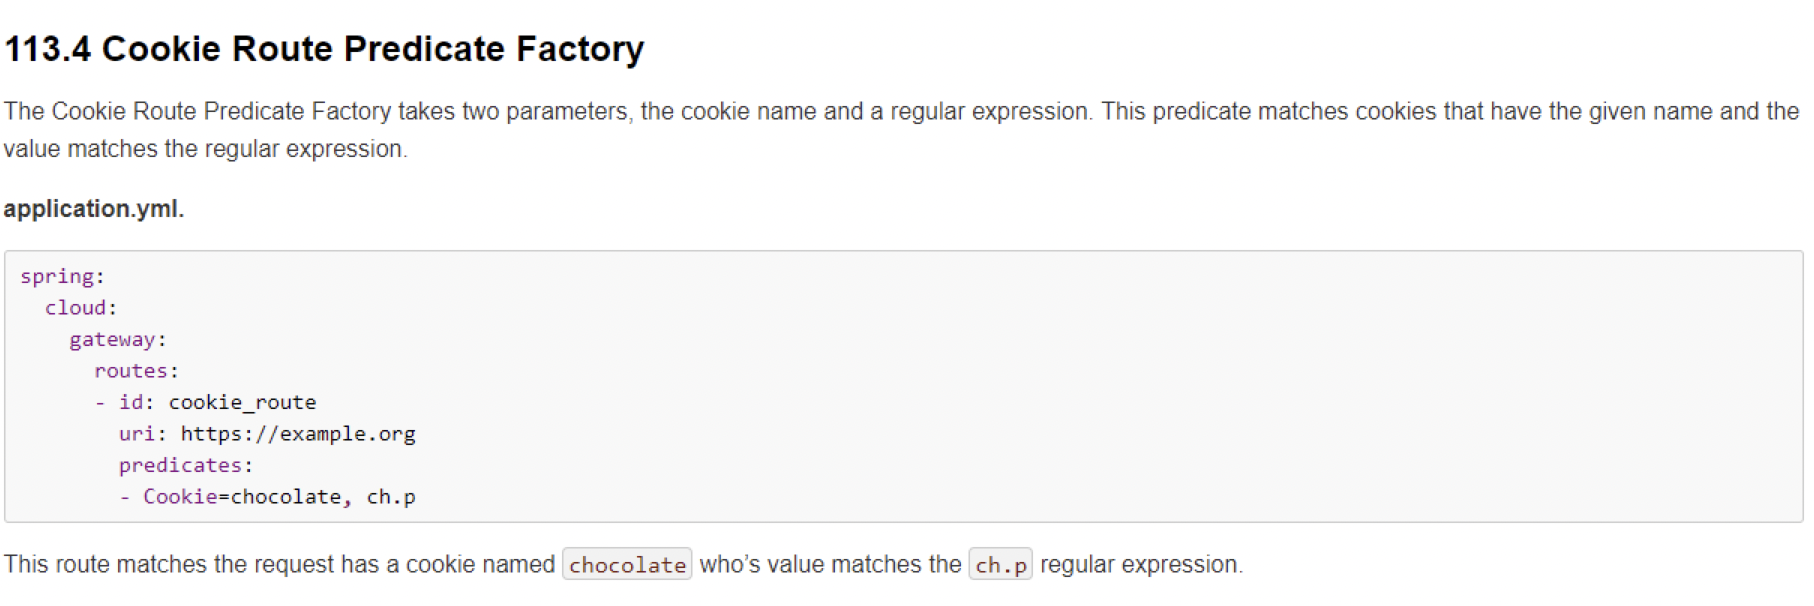 113.4 Cookie Route Predicate Factory
The Cookie Route Predicate Factory takes two parameters, the cookie name and a regular expression. This predicate matches cookies that have the given name and the
value matches the regular expression.
application.yml.
spring:
  cloud:
    gateway:
      routes:
      - id: cookie_route
        uri: https://example.org
        predicates:
        - Cookie=chocolate, ch.p
This route matches the request has a cookie named chocolate who’s value matches the ch.p regular expression.